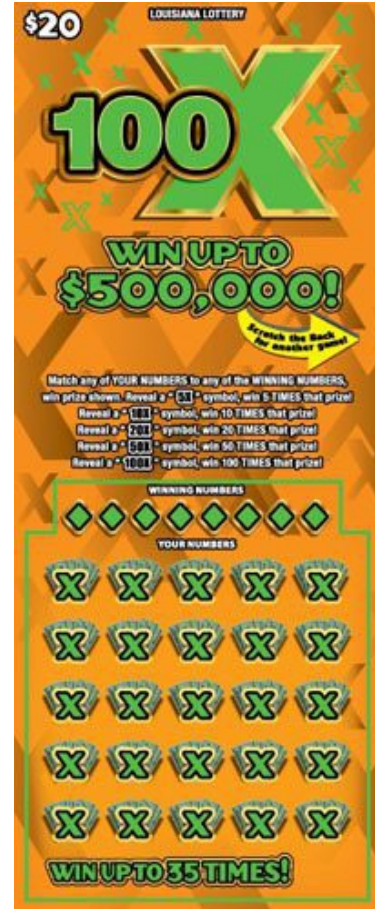 $20
LOUISIANA LOTTERY
100X
WIN UP TO
$500,000!
Scratch the Back
for another game!
Match any of YOUR NUMBERS to any of the WINNING NUMBERS,
win prize shown. Reveal a "5X" symbol, win 5 TIMES that prize!
Reveal a "10X" symbol, win 10 TIMES that prize!
Reveal a "20X" symbol, win 20 TIMES that prize!
Reveal a "50X" symbol, win 50 TIMES that prize!
Reveal a "100X" symbol, win 100 TIMES that prize!
WINNING NUMBERS
YOUR NUMBERS
X X X X X
X X X X X
X X X X X
X X X X X
X X X X X
WIN UP TO 35 TIMES!